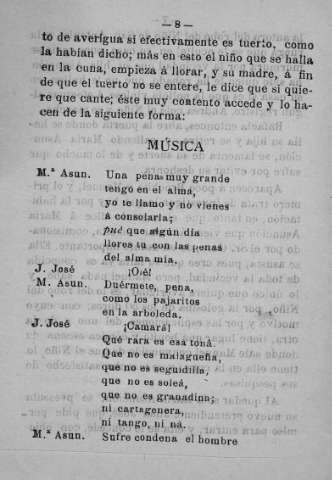 — 8 —
to de averigua si efectivamente es tuerto, como
la habían dicho; más en esto el niño que se halla
en la cuna, empieza á llorar, y su madre, á fin
de que el tuerto no se entere, le dice que si quie-
re que cante; éste muy contento accede y lo ha-
cen de la siguiente forma:
MÚSICA
M.ª Asun. Una pena muy grande
tengo en el alma,
yo te llamo y no vienes
á consolarla;
pué que algún día
llores tú con las penas
del alma mía.
J. José ¡Olé!
M. Asun. Duérmete, pena,
como los pajaritos
en la arboleda.
J. José ¡Camará!
Qué rara es esa toná.
Que no es malagueña,
que no es seguidilla,
que no es soleá,
que no es granadina;
ni cartagenera,
ni tango, ni ná.
M.ª Asun. Sufre condena el hombre